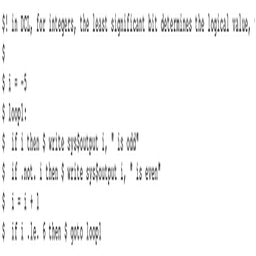 $! in DCL, for integers, the least significant bit determines the logical value,
$
$ i = -5
$ loop1:
$  if i then $ write sys$output i, " is odd"
$  if .not. i then $ write sys$output i, " is even"
$  i = i + 1
$  if i .le. 6 then $ goto loop1